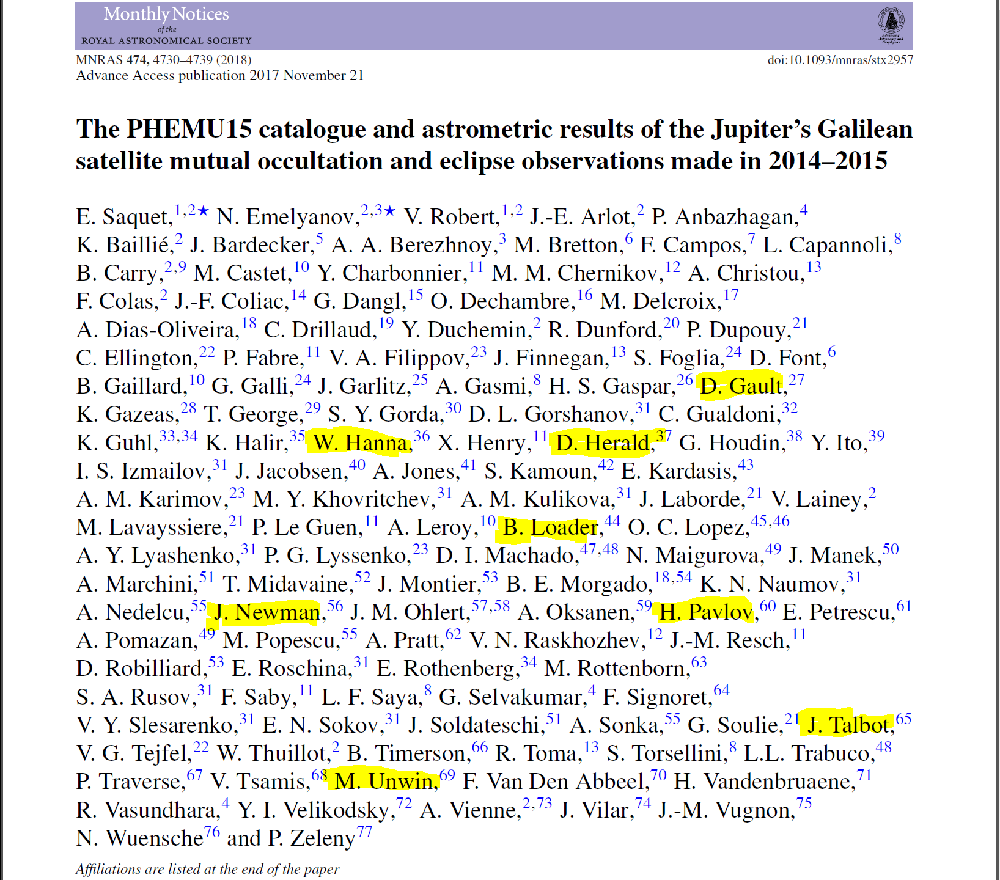 Monthly Notices
of the
ROYAL ASTRONOMICAL SOCIETY
Advancing
Astronomy and
Geophysics
MNRAS 474, 4730–4739 (2018)
doi:10.1093/mnras/stx2957
Advance Access publication 2017 November 21
The PHEMU15 catalogue and astrometric results of the Jupiter’s Galilean
satellite mutual occultation and eclipse observations made in 2014–2015
E. Saquet,1,2★ N. Emelyanov,2,3★ V. Robert,1,2 J.-E. Arlot,2 P. Anbazhagan,4
K. Baillié,2 J. Bardecker,5 A. A. Berezhnoy,3 M. Bretton,6 F. Campos,7 L. Capannoli,8
B. Carry,2,9 M. Castet,10 Y. Charbonnier,11 M. M. Chernikov,12 A. Christou,13
F. Colas,2 J.-F. Coliac,14 G. Dangl,15 O. Dechambre,16 M. Delcroix,17
A. Dias-Oliveira,18 C. Drillaud,19 Y. Duchemin,2 R. Dunford,20 P. Dupouy,21
C. Ellington,22 P. Fabre,11 V. A. Filippov,23 J. Finnegan,13 S. Foglia,24 D. Font,6
B. Gaillard,10 G. Galli,24 J. Garlitz,25 A. Gasmi,8 H. S. Gaspar,26 D. Gault,27
K. Gazeas,28 T. George,29 S. Y. Gorda,30 D. L. Gorshanov,31 C. Gualdoni,32
K. Guhl,33,34 K. Halir,35 W. Hanna,36 X. Henry,11 D. Herald,37 G. Houdin,38 Y. Ito,39
I. S. Izmailov,31 J. Jacobsen,40 A. Jones,41 S. Kamoun,42 E. Kardasis,43
A. M. Karimov,23 M. Y. Khovritchev,31 A. M. Kulikova,31 J. Laborde,21 V. Lainey,2
M. Lavayssiere,21 P. Le Guen,11 A. Leroy,10 B. Loader,44 O. C. Lopez,45,46
A. Y. Lyashenko,31 P. G. Lyssenko,23 D. I. Machado,47,48 N. Maigurova,49 J. Manek,50
A. Marchini,51 T. Midavaine,52 J. Montier,53 B. E. Morgado,18,54 K. N. Naumov,31
A. Nedelcu,55 J. Newman,56 J. M. Ohlert,57,58 A. Oksanen,59 H. Pavlov,60 E. Petrescu,61
A. Pomazan,49 M. Popescu,55 A. Pratt,62 V. N. Raskhozhev,12 J.-M. Resch,11
D. Robilliard,53 E. Roschina,31 E. Rothenberg,34 M. Rottenborn,63
S. A. Rusov,31 F. Saby,11 L. F. Saya,8 G. Selvakumar,4 F. Signoret,64
V. Y. Slesarenko,31 E. N. Sokov,31 J. Soldateschi,51 A. Sonka,55 G. Soulie,21 J. Talbot,65
V. G. Tejfel,22 W. Thuillot,2 B. Timerson,66 R. Toma,13 S. Torsellini,8 L.L. Trabuco,48
P. Traverse,67 V. Tsamis,68 M. Unwin,69 F. Van Den Abbeel,70 H. Vandenbruaene,71
R. Vasundhara,4 Y. I. Velikodsky,72 A. Vienne,2,73 J. Vilar,74 J.-M. Vugnon,75
N. Wuensche76 and P. Zeleny77
Affiliations are listed at the end of the paper